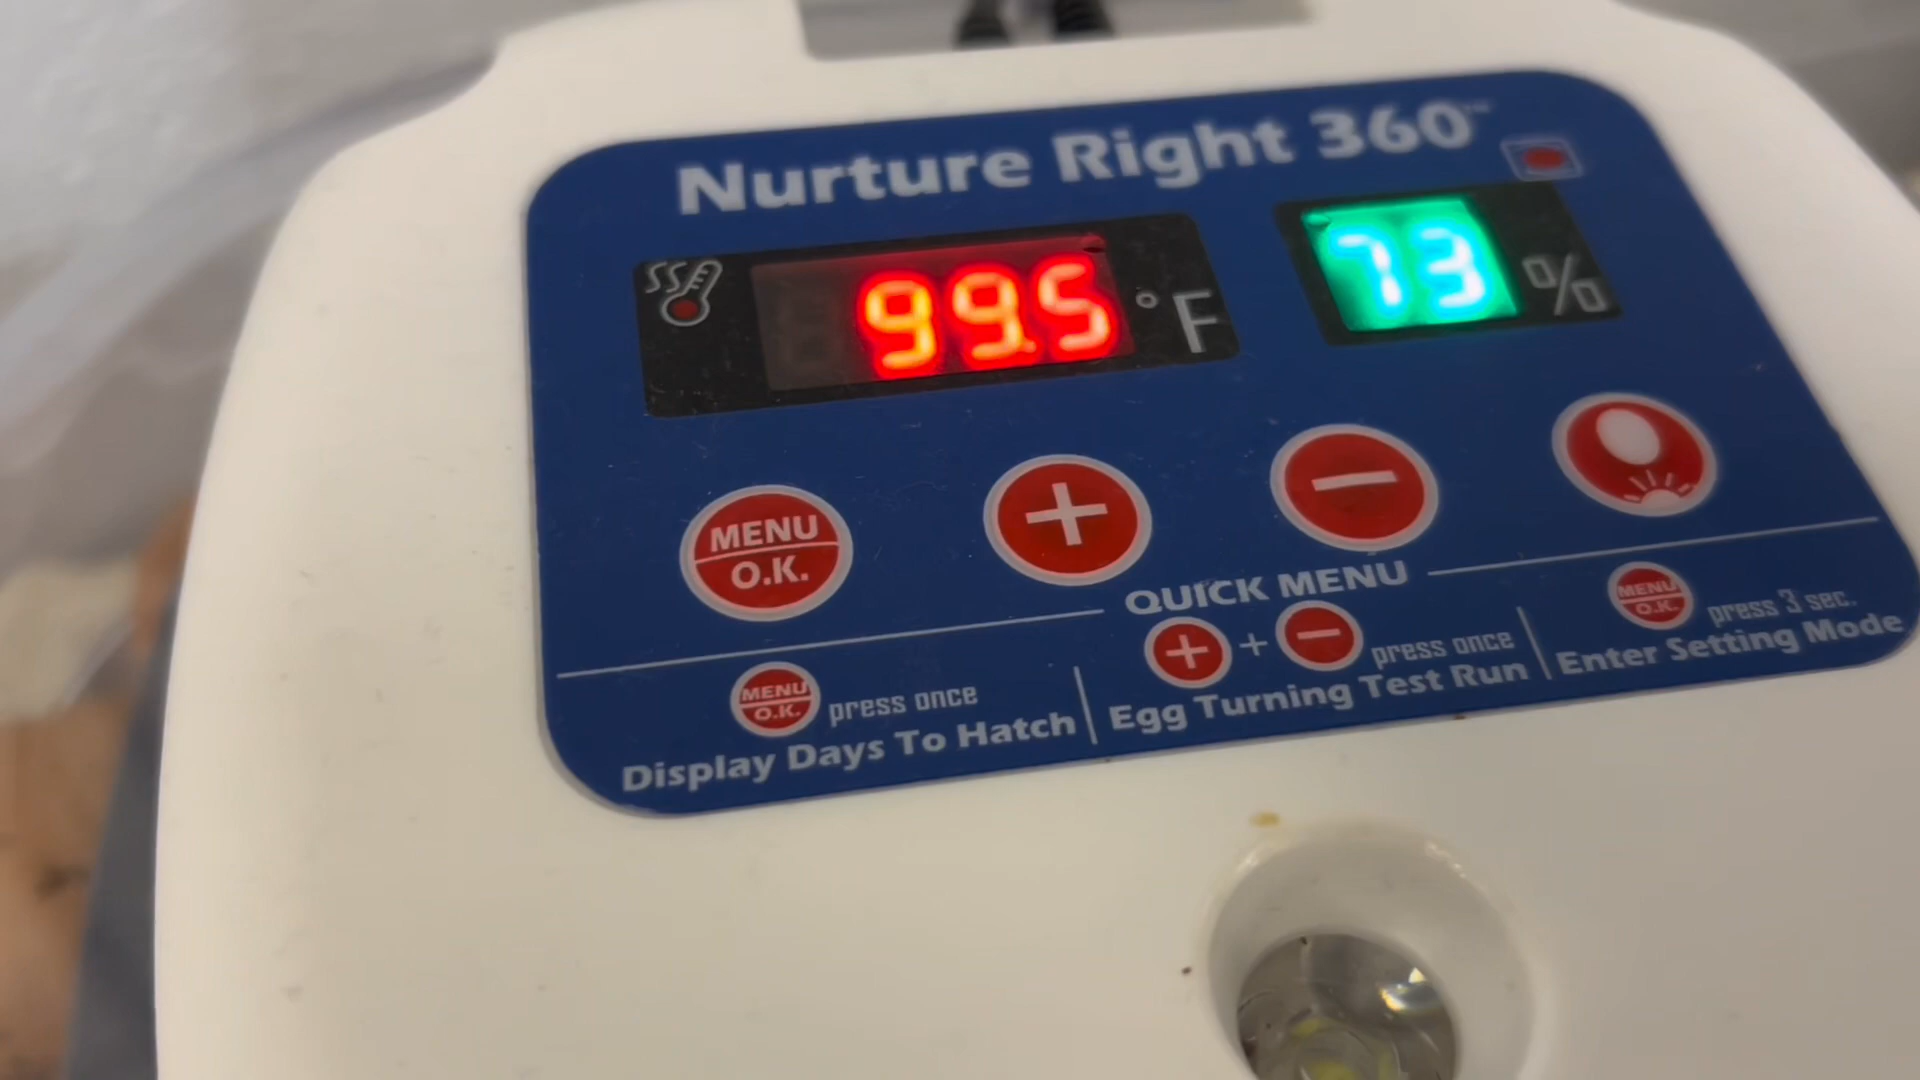 Nurture Right 360™
99.5 °F 73 %
MENU
O.K.
QUICK MENU
MENU
O.K. press once
Display Days To Hatch
+ + − press once
Egg Turning Test Run
MENU
O.K. press 3 sec.
Enter Setting Mode